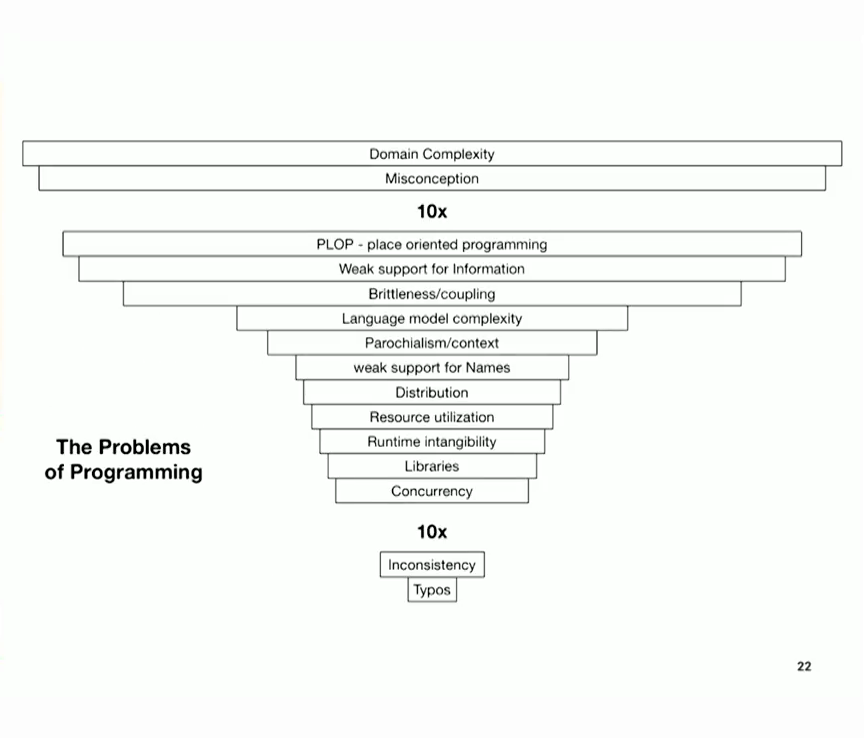 Domain Complexity
Misconception
10x
PLOP - place oriented programming
Weak support for Information
Brittleness/coupling
Language model complexity
Parochialism/context
weak support for Names
Distribution
Resource utilization
Runtime intangibility
Libraries
Concurrency
The Problems
of Programming
10x
Inconsistency
Typos
22